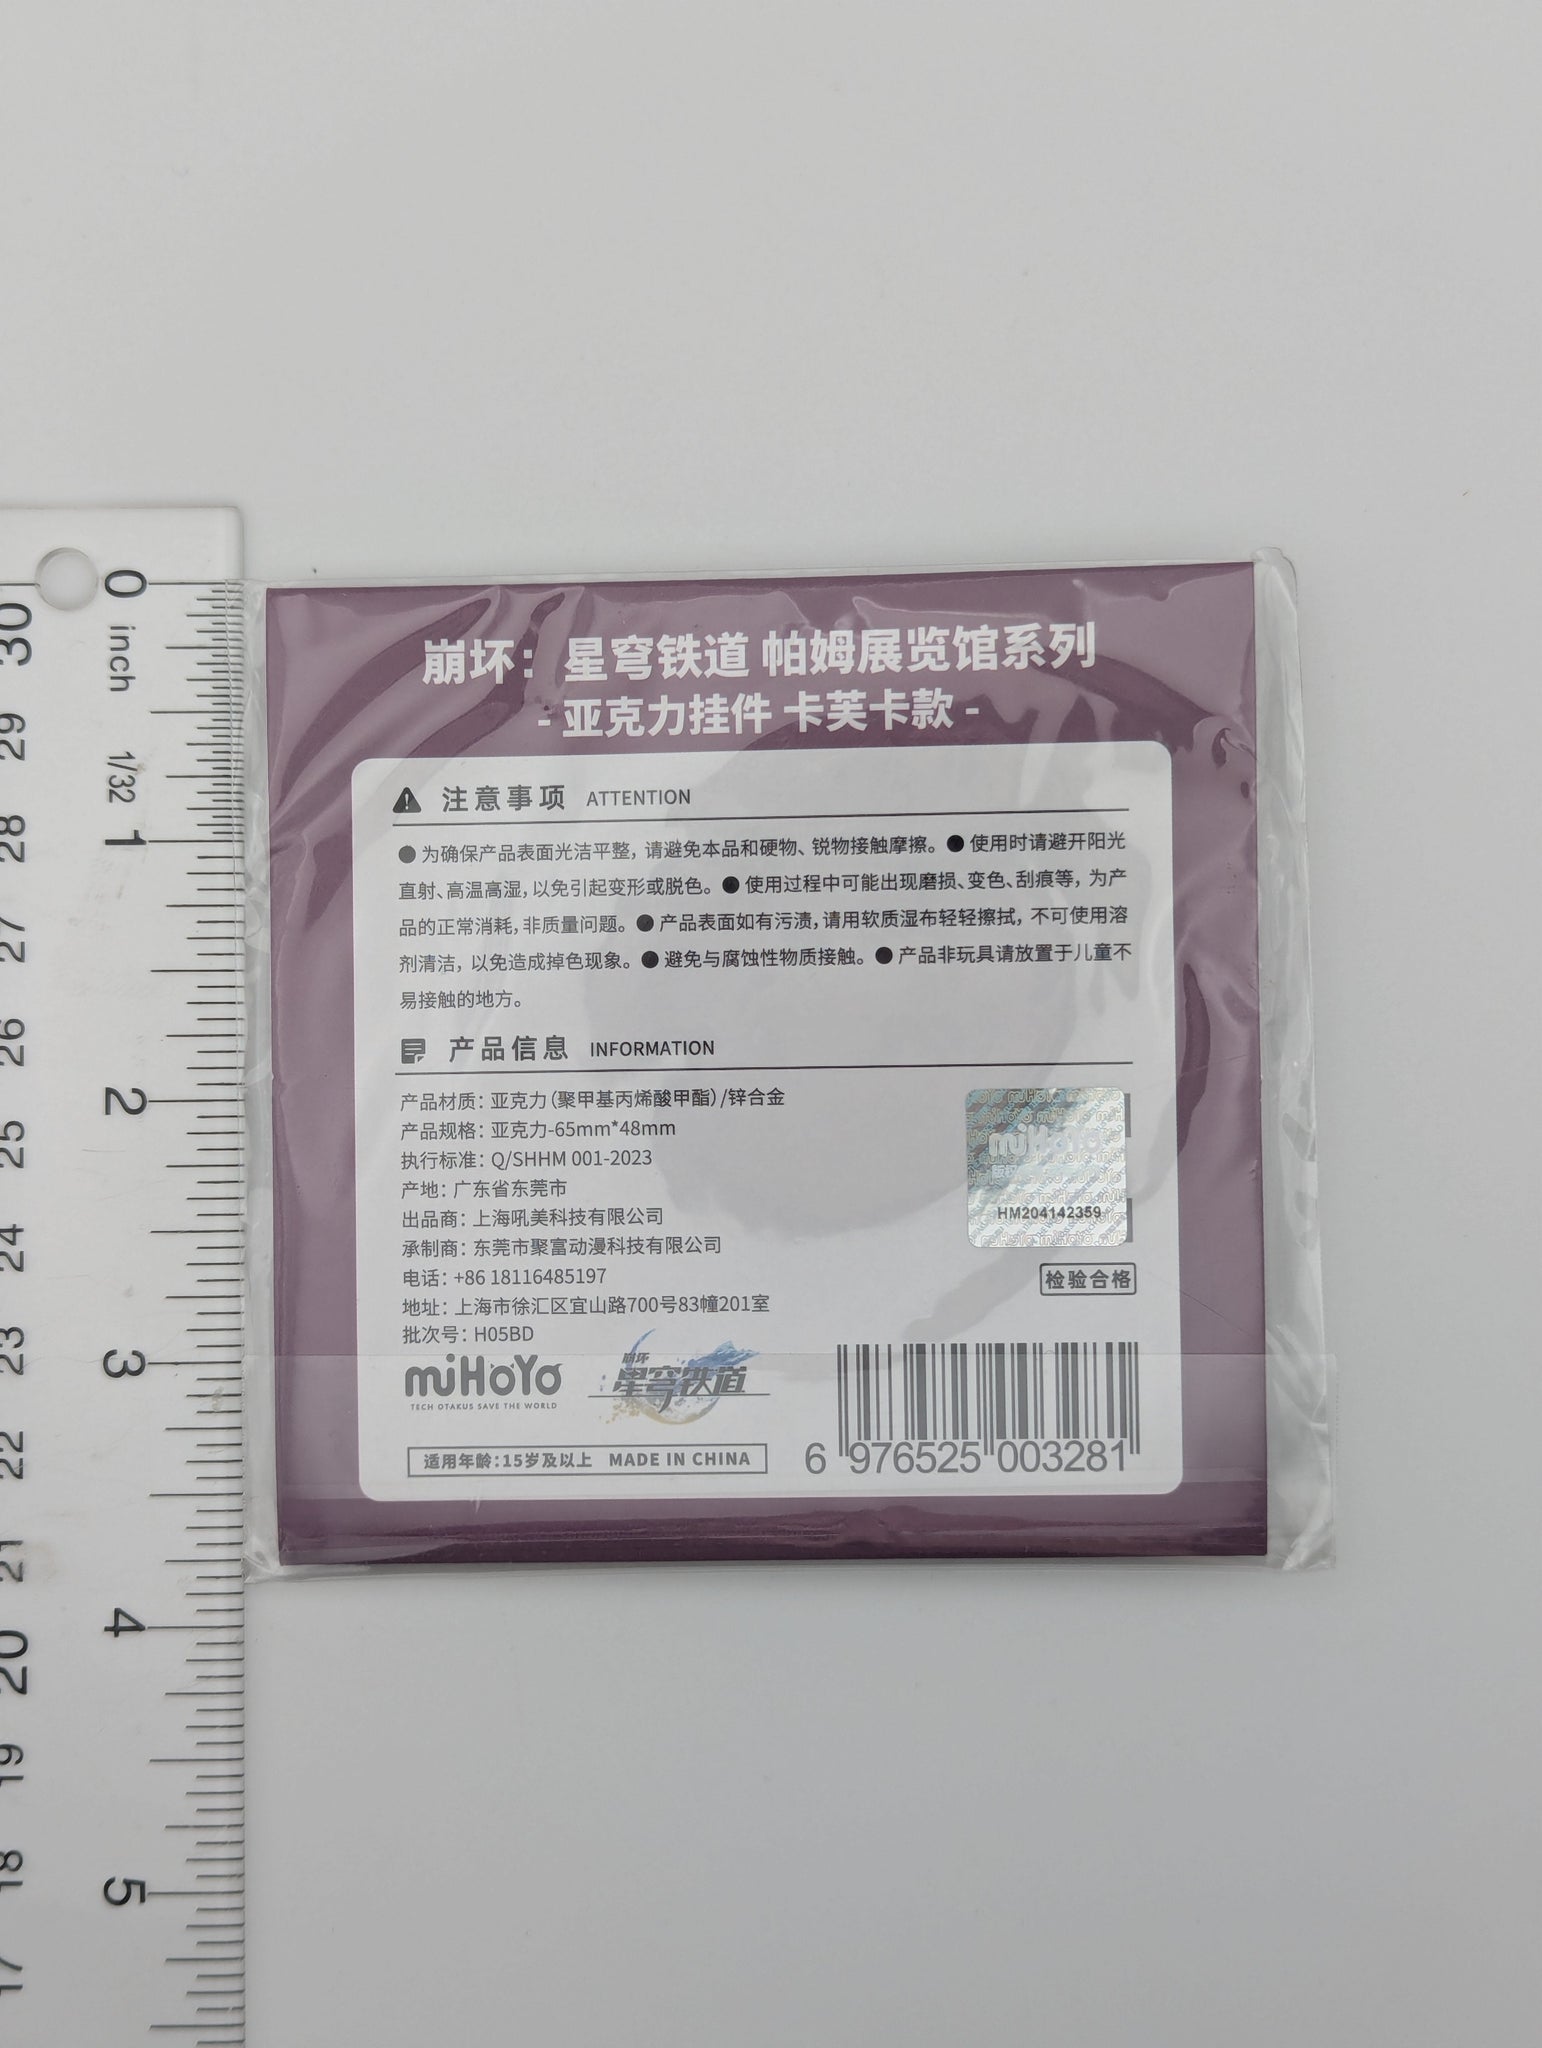 崩坏：星穹铁道 帕姆展览馆系列
- 亚克力挂件 卡芙卡款 -
注意事项 ATTENTION
● 为确保产品表面光洁平整，请避免本品和硬物、锐物接触摩擦。● 使用时请避开阳光
直射、高温高湿，以免引起变形或脱色。● 使用过程中可能出现磨损、变色、刮痕等，为产
品的正常消耗，非质量问题。● 产品表面如有污渍，请用软质湿布轻轻擦拭，不可使用溶
剂清洁，以免造成掉色现象。● 避免与腐蚀性物质接触。● 产品非玩具请放置于儿童不
易接触的地方。
产品信息 INFORMATION
产品材质：亚克力（聚甲基丙烯酸甲酯）/锌合金
产品规格：亚克力-65mm*48mm
执行标准：Q/SHHM 001-2023
产地：广东省东莞市
出品商：上海吼美科技有限公司
承制商：东莞市聚富动漫科技有限公司
电话：+86 18116485197
地址：上海市徐汇区宜山路700号83幢201室
批次号：H05BD
miHoYo
HM204142359
检验合格
miHoYo
TECH OTAKUS SAVE THE WORLD
崩坏
星穹铁道
适用年龄：15岁及以上 MADE IN CHINA
6 976525 003281
0 inch 1/32 1 2 3 4 5
30 29 28 27 26 25 24 23 22 21 20 19 18 17